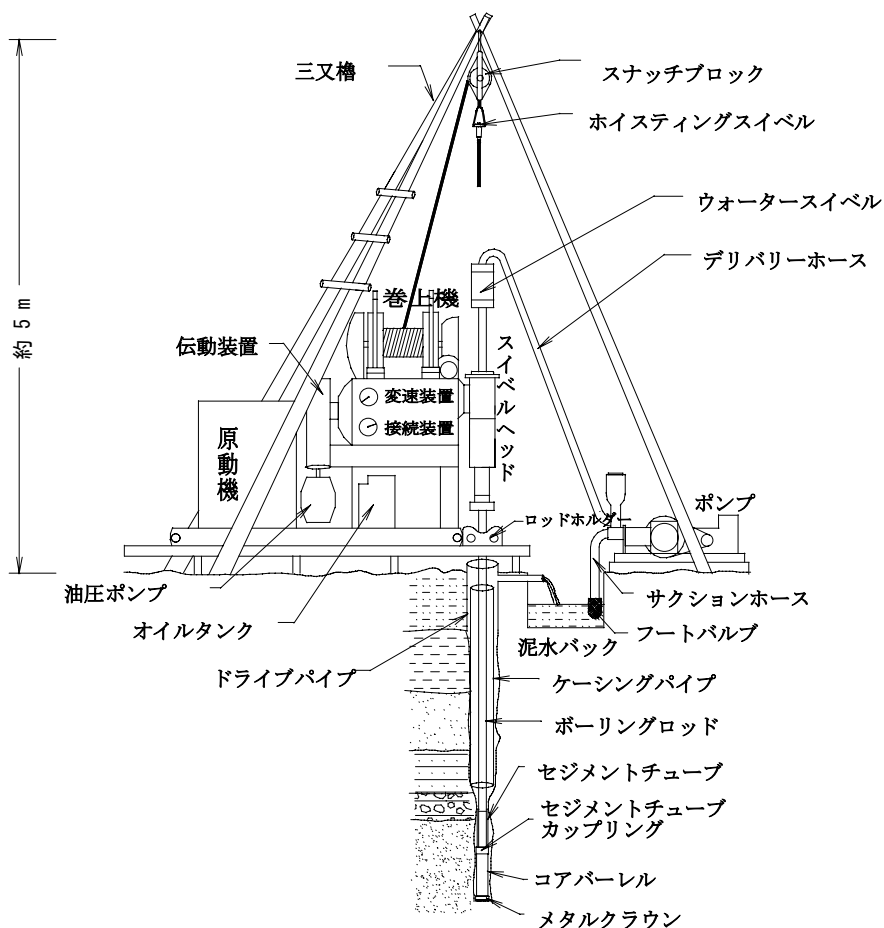 三又櫓
スナッチブロック
ホイスティングスイベル
ウォータースイベル
デリバリーホース
巻上機
約 5 m
伝動装置
スイベルヘッド
変速装置
接続装置
原動機
ポンプ
ロッドホルダー
油圧ポンプ
オイルタンク
サクションホース
フートバルブ
泥水バック
ドライブパイプ
ケーシングパイプ
ボーリングロッド
セジメントチューブ
セジメントチューブ
カップリング
コアバーレル
メタルクラウン